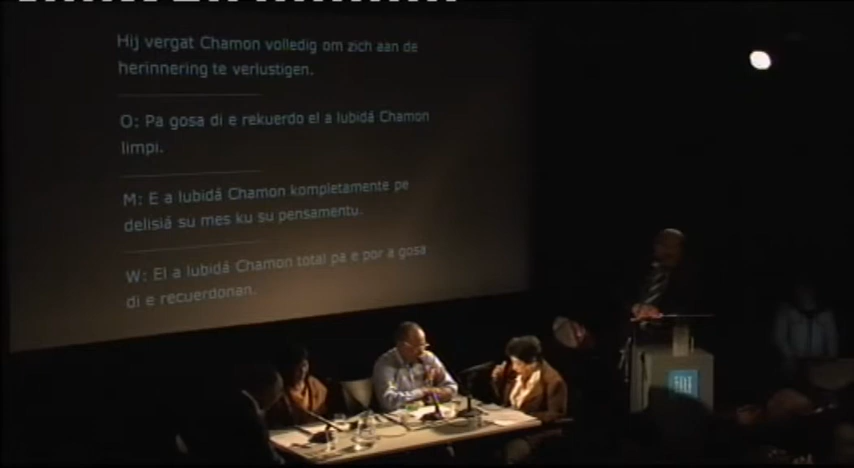 Hij vergat Chamon volledig om zich aan de
herinnering te verlustigen.
O: Pa gosa di e rekuerdo el a lubidá Chamon
limpi.
M: E a lubidá Chamon kompletamente pe
delisiá su mes ku su pensamentu.
W: El a lubidá Chamon total pa e por a gosa
di e recuerdonan.